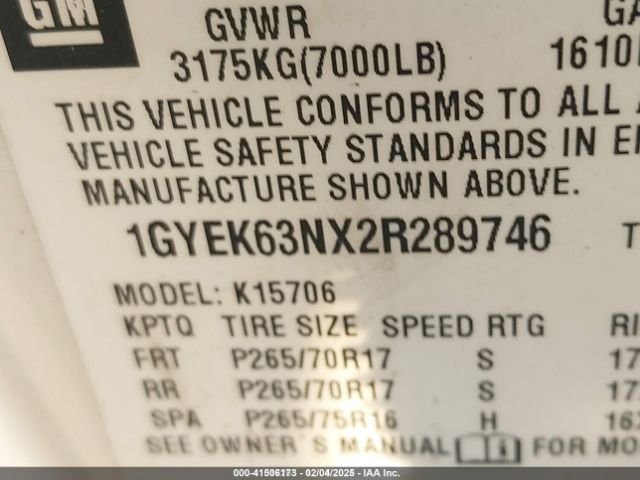 GM
GVWR
3175KG(7000LB)
THIS VEHICLE CONFORMS TO ALL
VEHICLE SAFETY STANDARDS IN
MANUFACTURE SHOWN ABOVE.
1GYEK63NX2R289746
MODEL: K15706
KPTQ TIRE SIZE SPEED RTG
FRT P265/70R17 S
RR P265/70R17 S
SPA P265/75R16 H
SEE OWNER'S MANUAL FOR
000-41506173 - 02/04/2025 - IAA Inc.